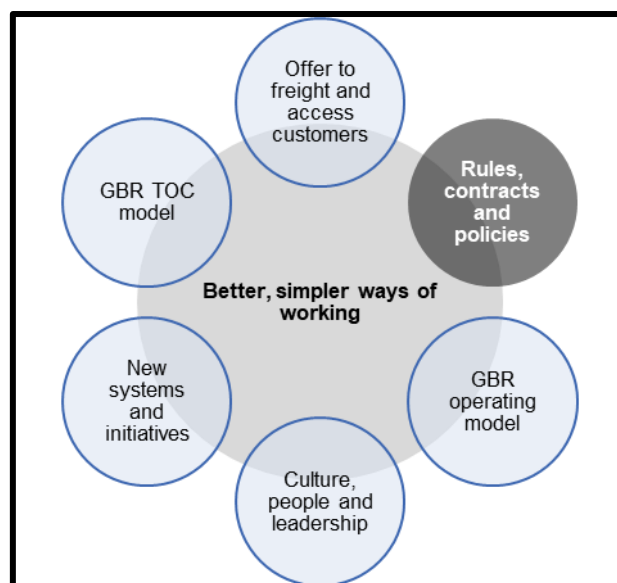 Offer to
freight and
access
customers
Rules,
contracts
and
policies
GBR TOC
model
Better, simpler ways of
working
New
systems
and
initiatives
GBR
operating
model
Culture,
people and
leadership